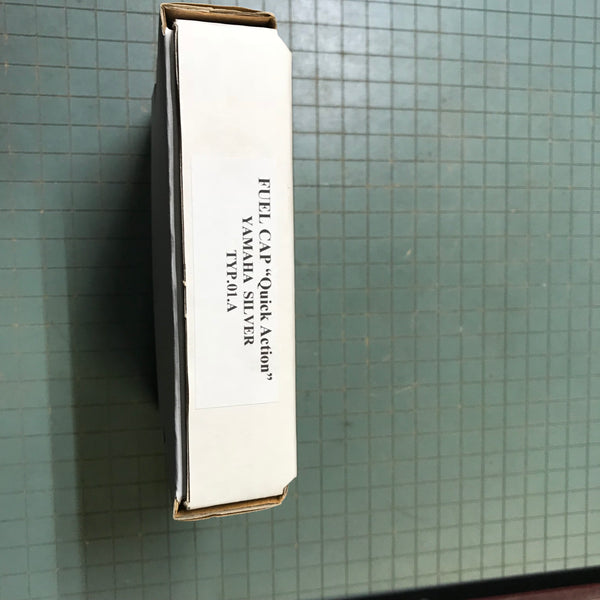 FUEL CAP “Quick Action”
YAMAHA SILVER
TYP.01.A